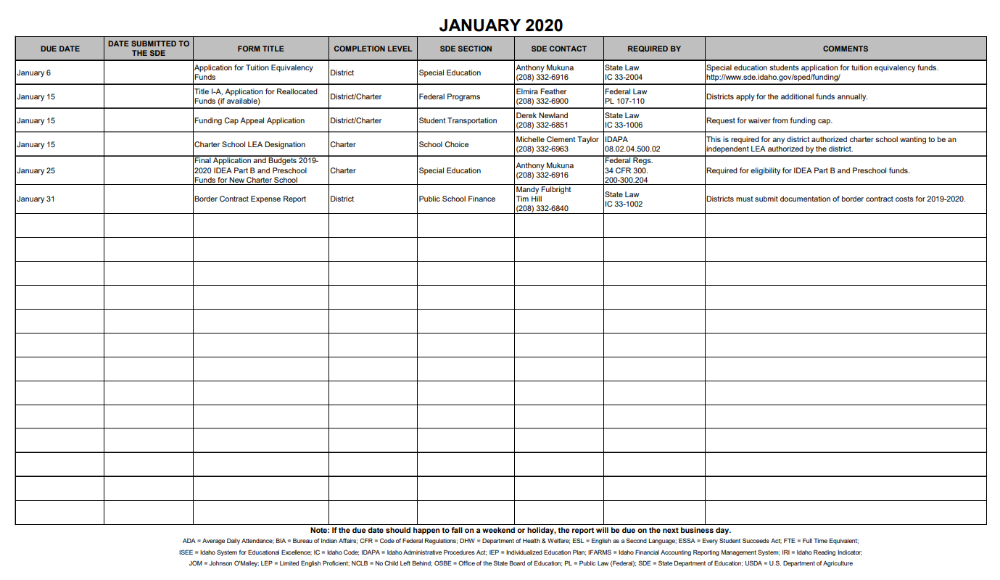 JANUARY 2020
DUE DATE
DATE SUBMITTED TO
THE SDE
FORM TITLE
COMPLETION LEVEL
SDE SECTION
SDE CONTACT
REQUIRED BY
COMMENTS
January 6
Application for Tuition Equivalency
Funds
District
Special Education
Anthony Mukuna
(208) 332-6916
State Law
IC 33-2004
Special education students application for tuition equivalency funds.
http://www.sde.idaho.gov/sped/funding/
January 15
Title I-A, Application for Reallocated
Funds (if available)
District/Charter
Federal Programs
Elmira Feather
(208) 332-6900
Federal Law
PL 107-110
Districts apply for the additional funds annually.
January 15
Funding Cap Appeal Application
District/Charter
Student Transportation
Derek Newland
(208) 332-6851
State Law
IC 33-1006
Request for waiver from funding cap.
January 15
Charter School LEA Designation
Charter
School Choice
Michelle Clement Taylor
(208) 332-6963
IDAPA
08.02.04.500.02
This is required for any district authorized charter school wanting to be an
independent LEA authorized by the district.
January 25
Final Application and Budgets 2019-
2020 IDEA Part B and Preschool
Funds for New Charter School
Charter
Special Education
Anthony Mukuna
(208) 332-6916
Federal Regs.
34 CFR 300.
200-300.204
Required for eligibility for IDEA Part B and Preschool funds.
January 31
Border Contract Expense Report
District
Public School Finance
Mandy Fulbright
Tim Hill
(208) 332-6840
State Law
IC 33-1002
Districts must submit documentation of border contract costs for 2019-2020.
Note: If the due date should happen to fall on a weekend or holiday, the report will be due on the next business day.
ADA = Average Daily Attendance; BIA = Bureau of Indian Affairs; CFR = Code of Federal Regulations; DHW = Department of Health & Welfare; ESL = English as a Second Language; ESSA = Every Student Succeeds Act; FTE = Full Time Equivalent;
ISEE = Idaho System for Educational Excellence; IC = Idaho Code; IDAPA = Idaho Administrative Procedures Act; IEP = Individualized Education Plan; IFARMS = Idaho Financial Accounting Reporting Management System; IRI = Idaho Reading Indicator;
JOM = Johnson O'Malley; LEP = Limited English Proficient; NCLB = No Child Left Behind; OSBE = Office of the State Board of Education; PL = Public Law (Federal); SDE = State Department of Education; USDA = U.S. Department of Agriculture